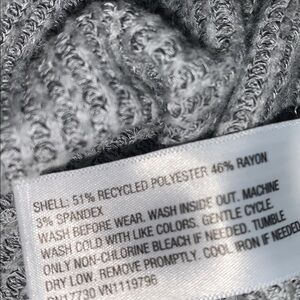 SHELL: 51% RECYCLED POLYESTER 46% RAYON
3% SPANDEX
WASH BEFORE WEAR. WASH INSIDE OUT. MACHINE
WASH COLD WITH LIKE COLORS. GENTLE CYCLE.
ONLY NON-CHLORINE BLEACH IF NEEDED. TUMBLE
DRY LOW. REMOVE PROMPTLY. COOL IRON IF NEEDED
VN1119796